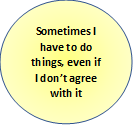 Sometimes I
have to do
things, even if
I don't agree
with it